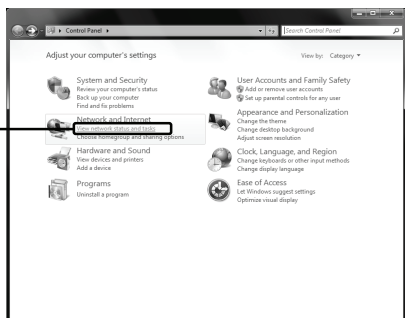 Control Panel
Search Control Panel
Adjust your computer's settings
View by: Category
System and Security
Review your computer's status
Back up your computer
Find and fix problems
Network and Internet
View network status and tasks
Choose homegroup and sharing options
Hardware and Sound
View devices and printers
Add a device
Programs
Uninstall a program
User Accounts and Family Safety
Add or remove user accounts
Set up parental controls for any user
Appearance and Personalization
Change the theme
Change desktop background
Adjust screen resolution
Clock, Language, and Region
Change keyboards or other input methods
Change display language
Ease of Access
Let Windows suggest settings
Optimize visual display